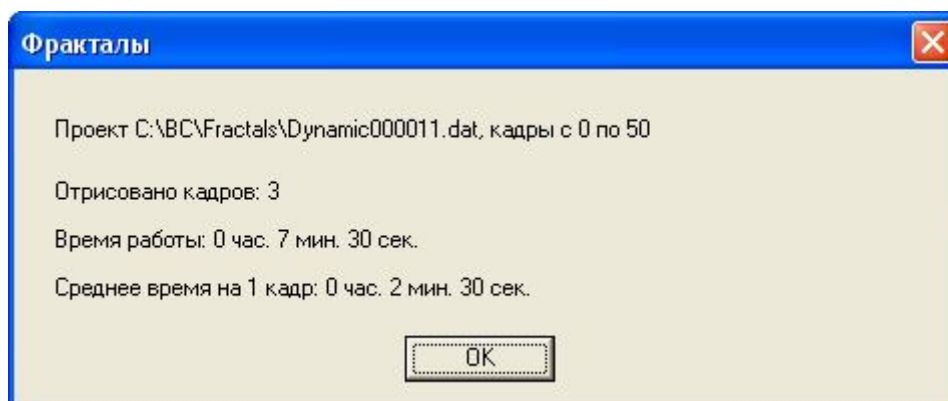 Фракталы
Проект C:\BC\Fractals\Dynamic000011.dat, кадры с 0 по 50
Отрисовано кадров: 3
Время работы: 0 час. 7 мин. 30 сек.
Среднее время на 1 кадр: 0 час. 2 мин. 30 сек.
OK